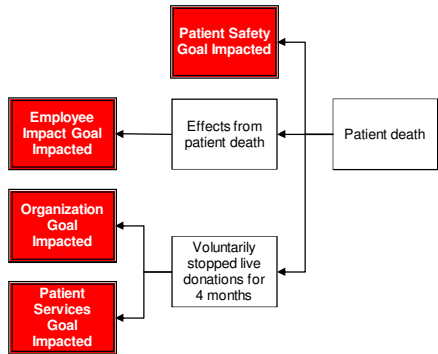 Patient Safety
Goal Impacted
Employee
Impact Goal
Impacted
Effects from
patient death
Patient death
Organization
Goal
Impacted
Voluntarily
stopped live
donations for
4 months
Patient
Services
Goal
Impacted